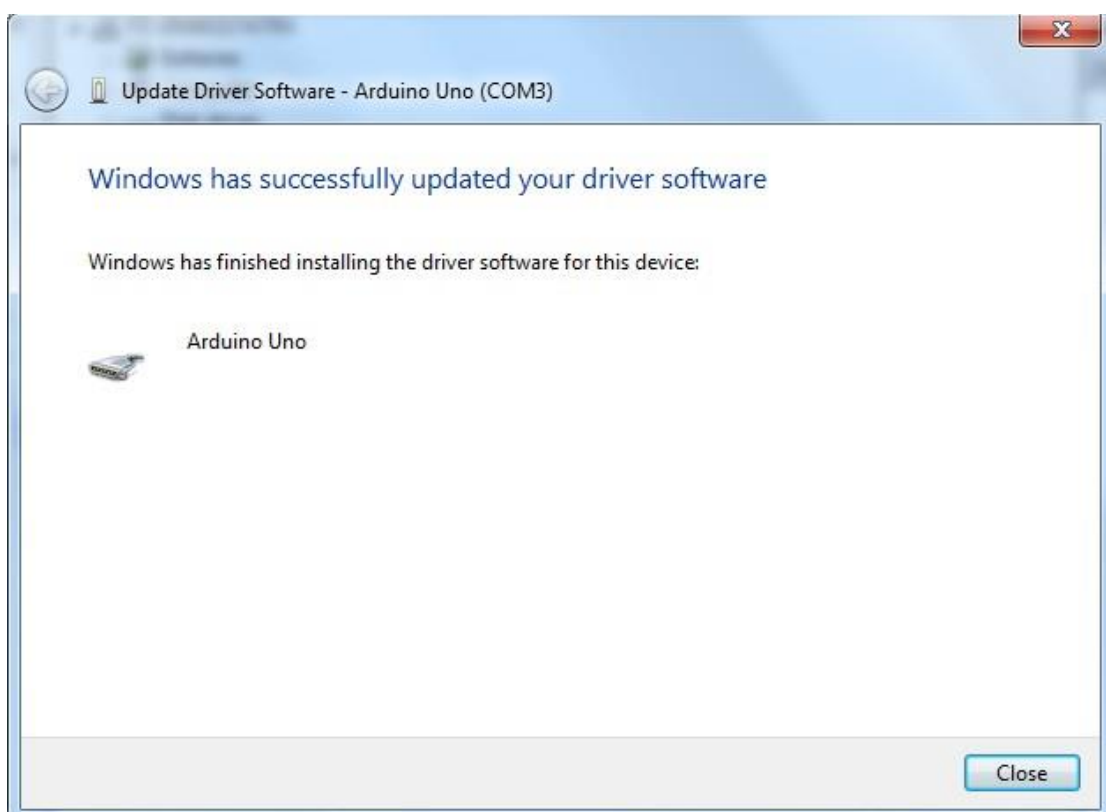 Update Driver Software - Arduino Uno (COM3)
Windows has successfully updated your driver software
Windows has finished installing the driver software for this device:
Arduino Uno
Close